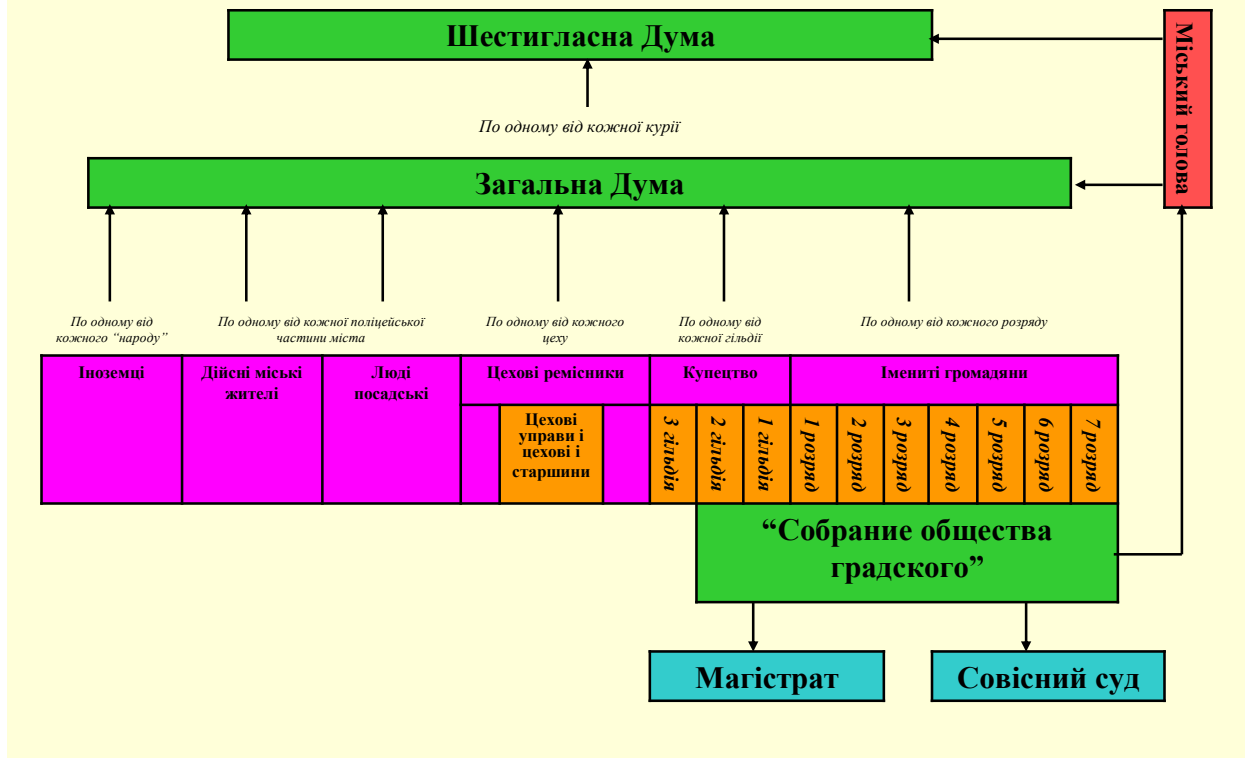 Шестигласна Дума
Міський голова
По одному від кожної курії
Загальна Дума
По одному від
кожного “народу”
По одному від кожної поліцейської
частини міста
По одному від кожного
цеху
По одному від
кожної гільдії
По одному від кожного розряду
Іноземці
Дійсні міські
жителі
Люді
посадські
Цехові ремісники
Купецтво
Імениті громадяни
Цехові
управи і
цехові і
старшини
3 гільдія
2 гільдія
1 гільдія
1 розряд
2 розряд
3 розряд
4 розряд
5 розряд
6 розряд
7 розряд
“Собрание общества
градского”
Магістрат
Совісний суд